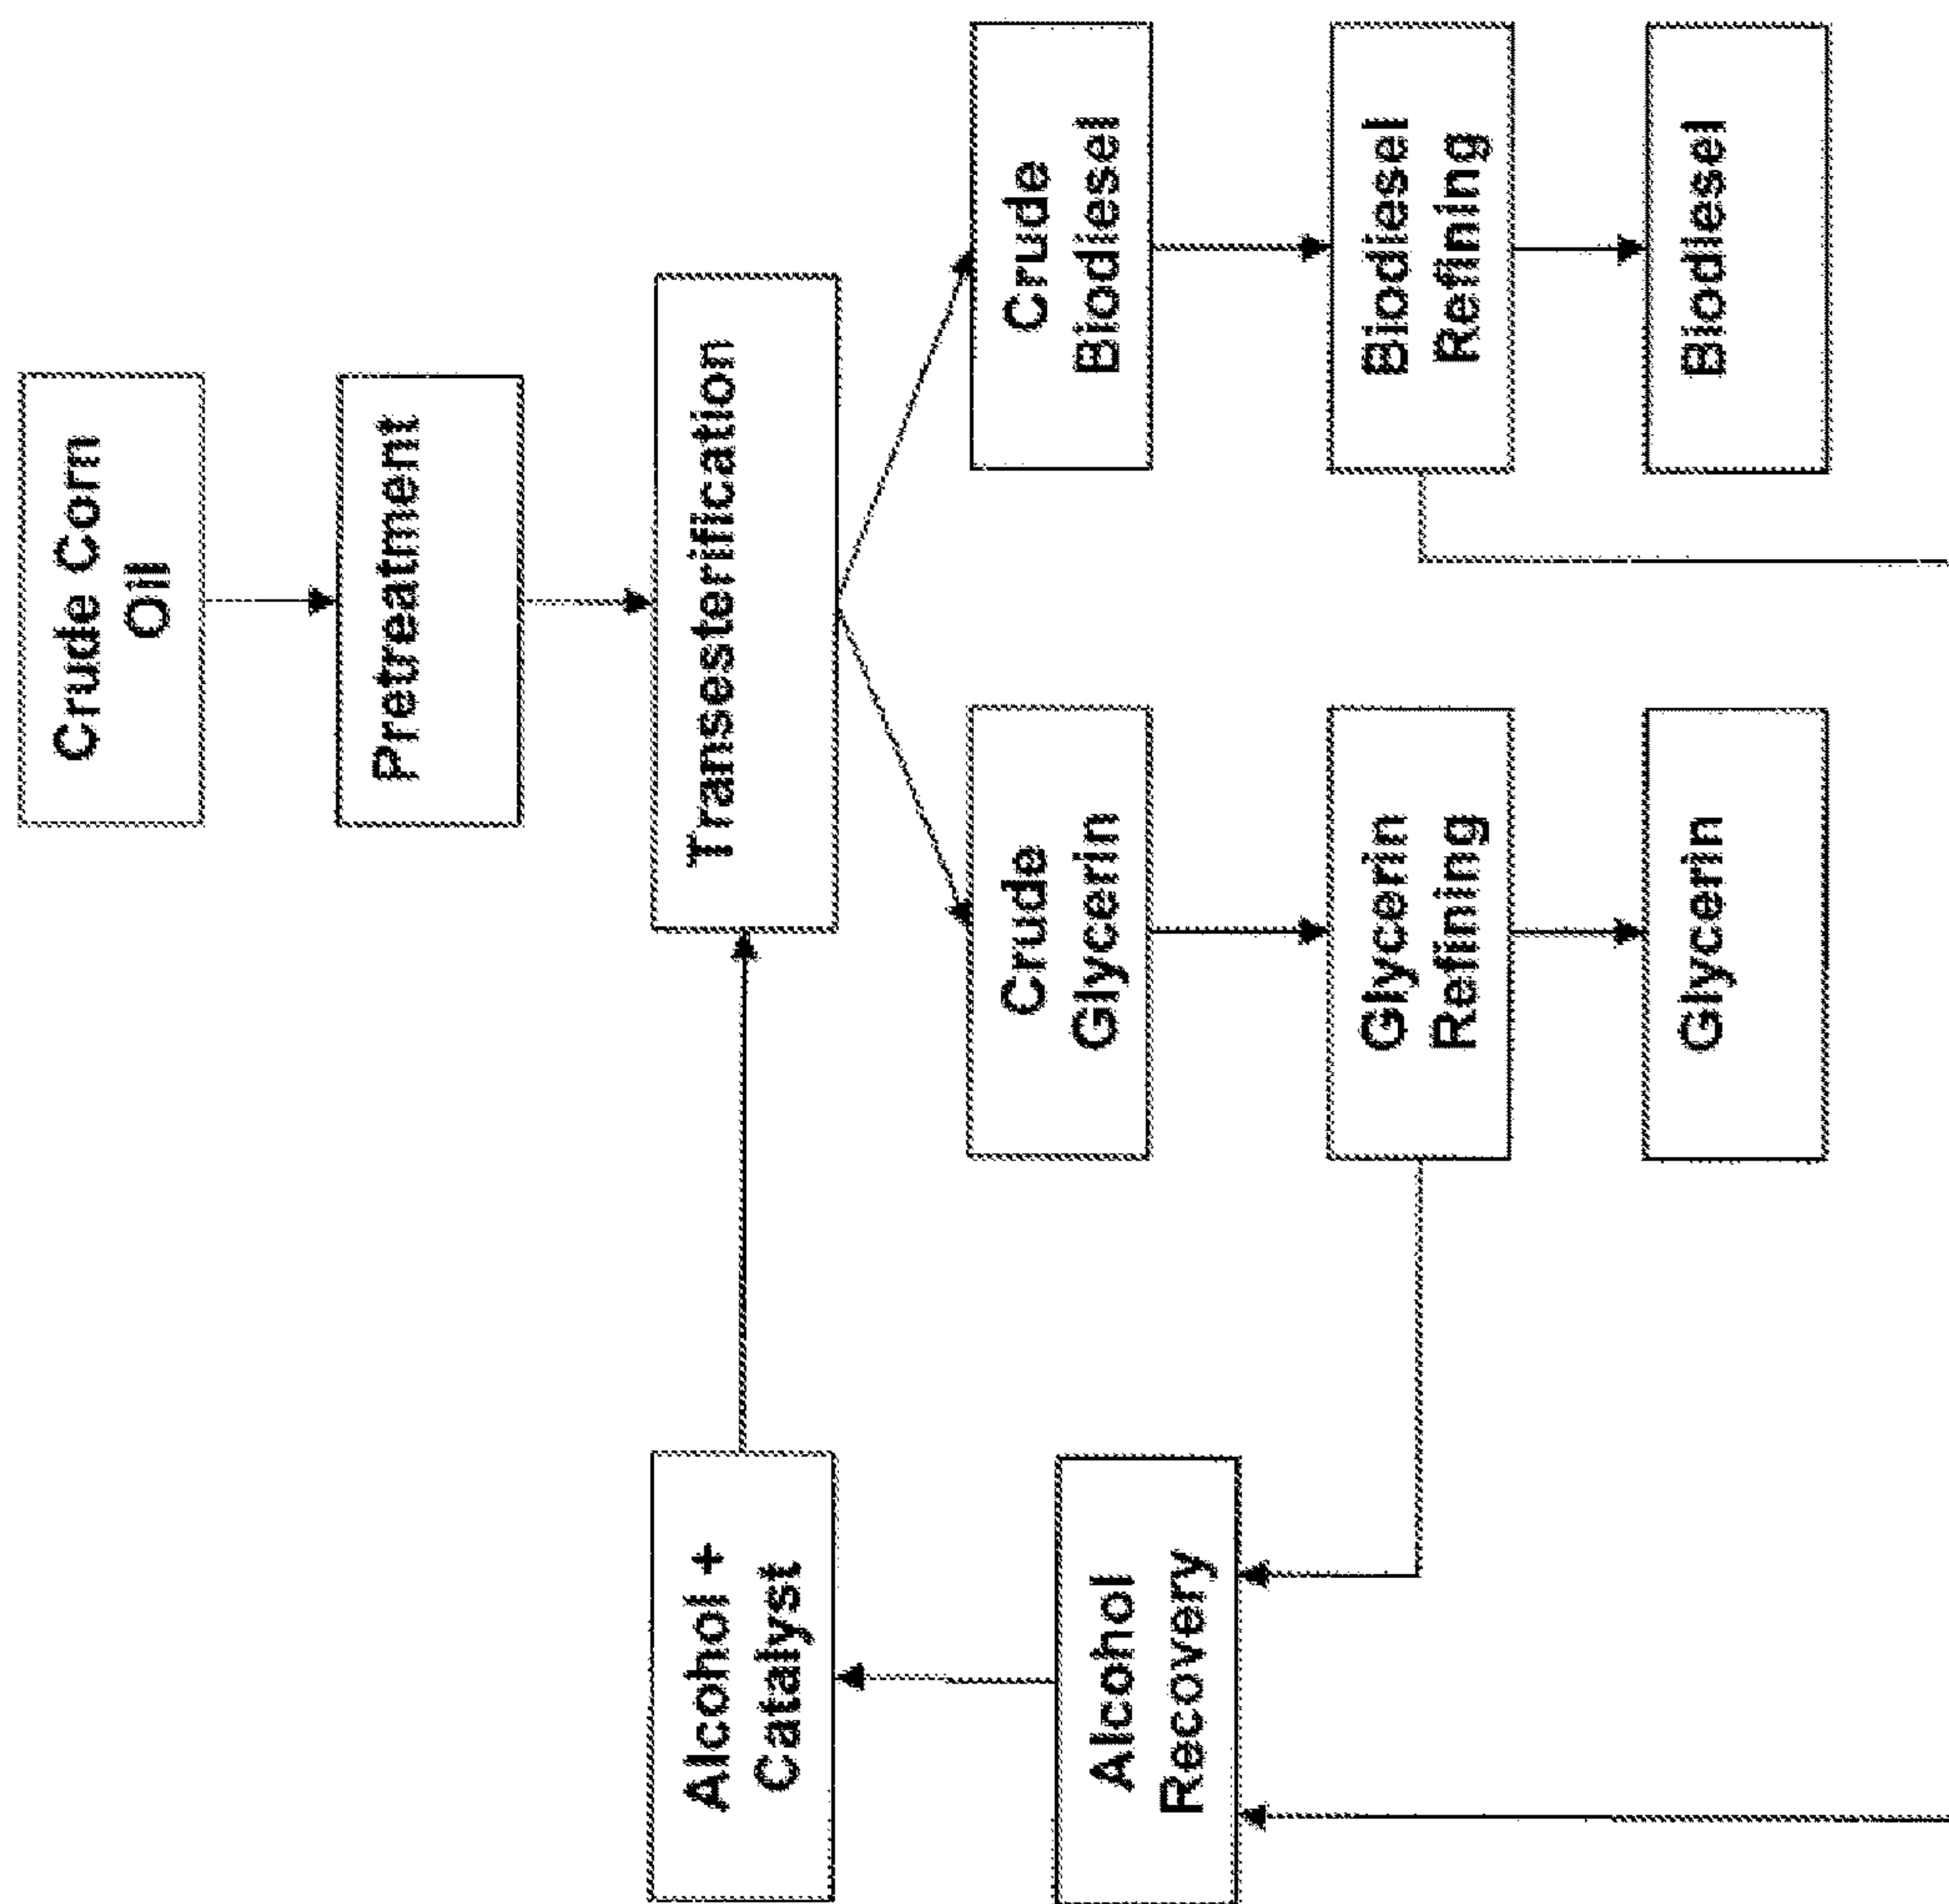 Crude Corn
Oil
Pretreatment
Transesterification
Alcohol +
Catalyst
Crude
Glycerin
Crude
Biodiesel
Alcohol
Recovery
Glycerin
Refining
Biodiesel
Refining
Glycerin
Biodiesel